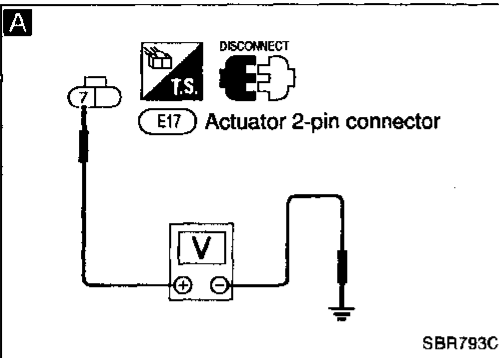 A
DISCONNECT
T.S.
7
E17 Actuator 2-pin connector
V
+ −
SBR793C